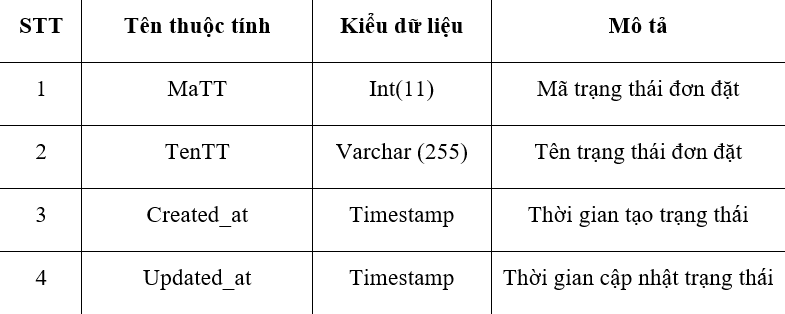 STT Tên thuộc tính Kiểu dữ liệu Mô tả
1 MaTT Int(11) Mã trạng thái đơn đặt
2 TenTT Varchar (255) Tên trạng thái đơn đặt
3 Created_at Timestamp Thời gian tạo trạng thái
4 Updated_at Timestamp Thời gian cập nhật trạng thái